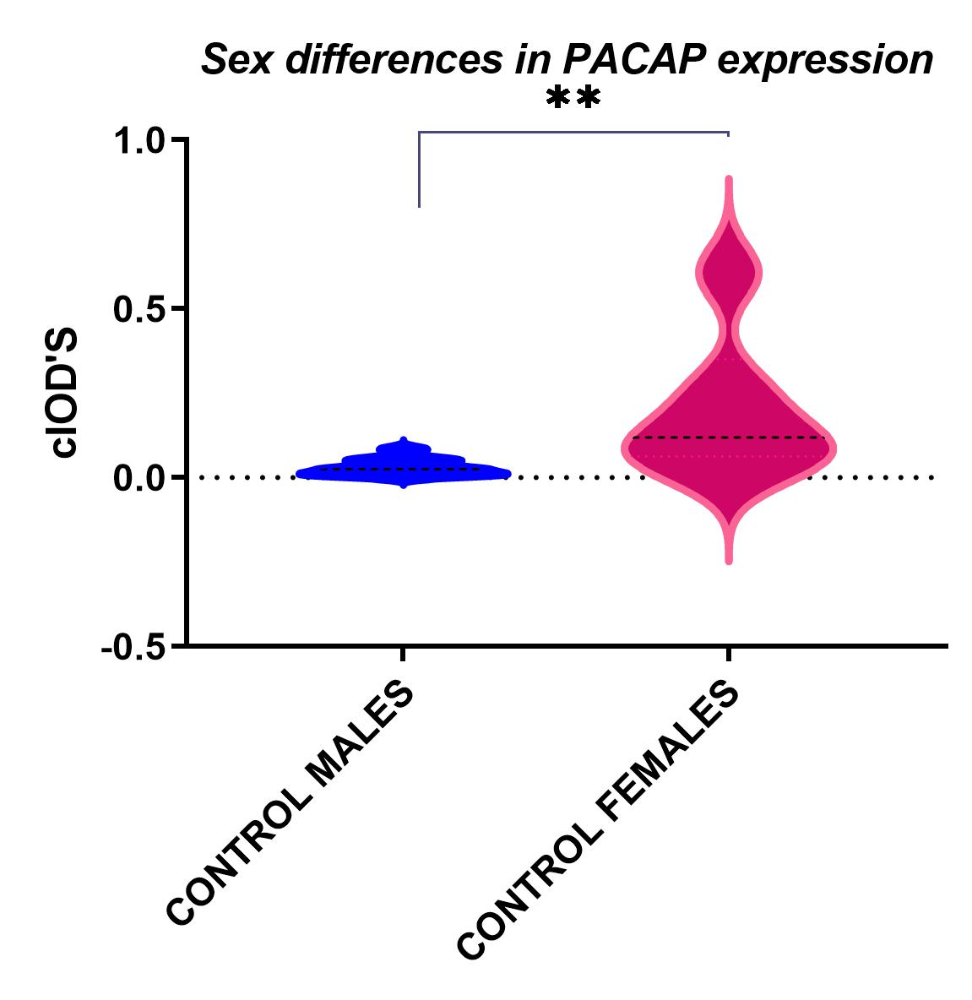 Sex differences in PACAP expression
**
1.0
0.5
0.0
-0.5
cIOD'S
CONTROL MALES
CONTROL FEMALES